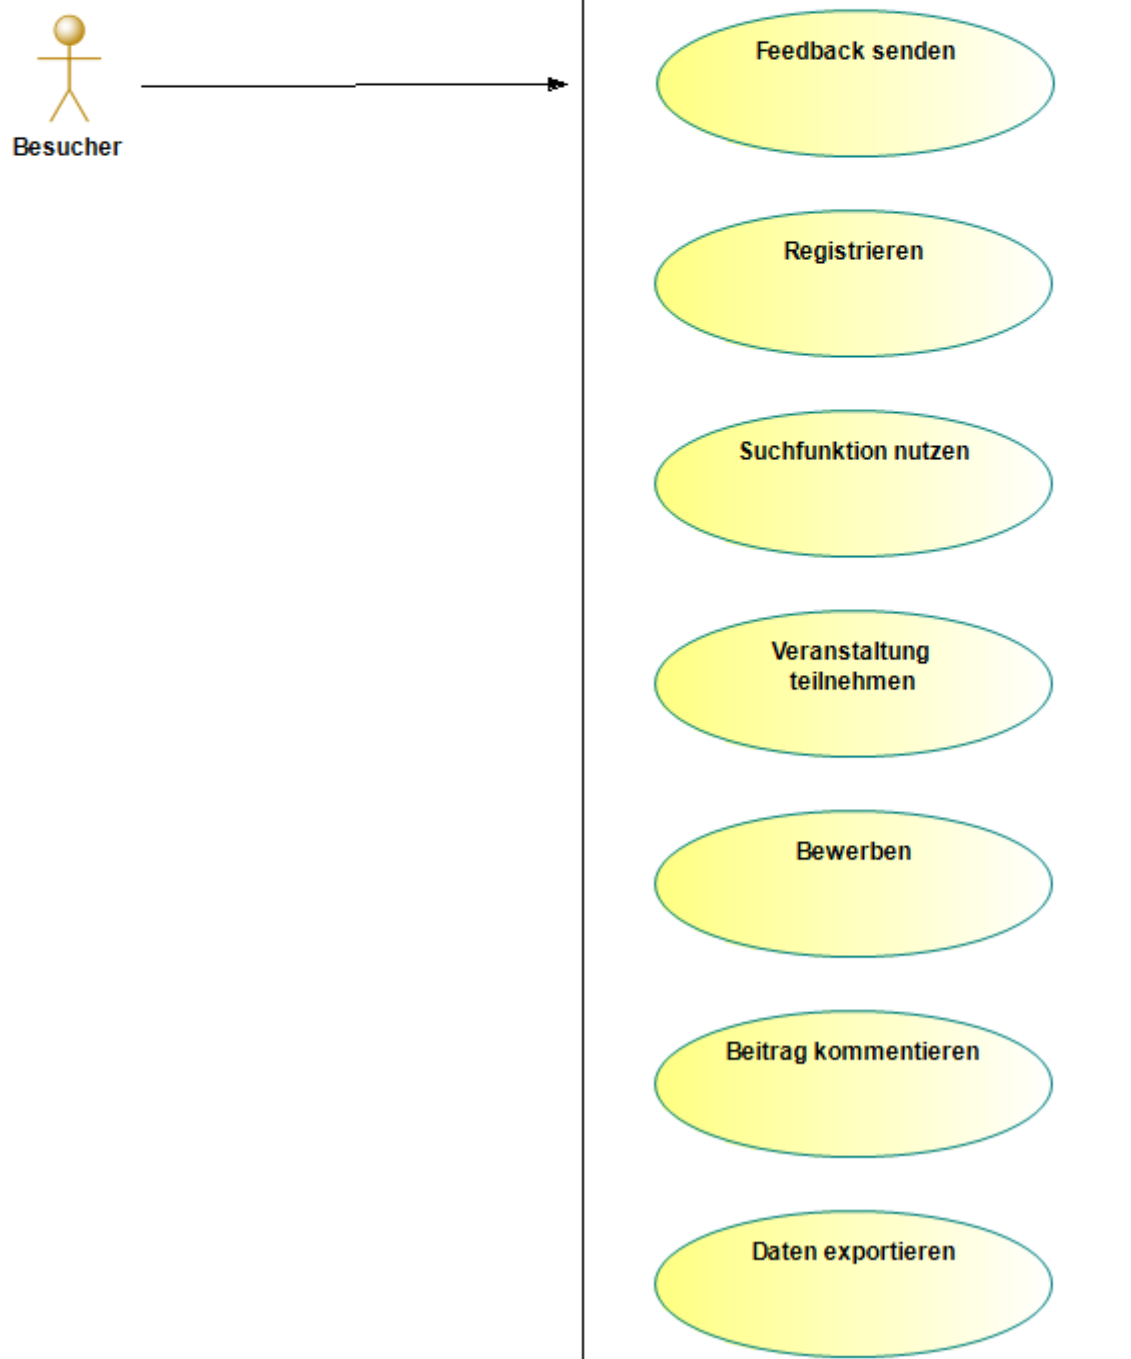 Feedback senden
Besucher
Registrieren
Suchfunktion nutzen
Veranstaltung
teilnehmen
Bewerben
Beitrag kommentieren
Daten exportieren